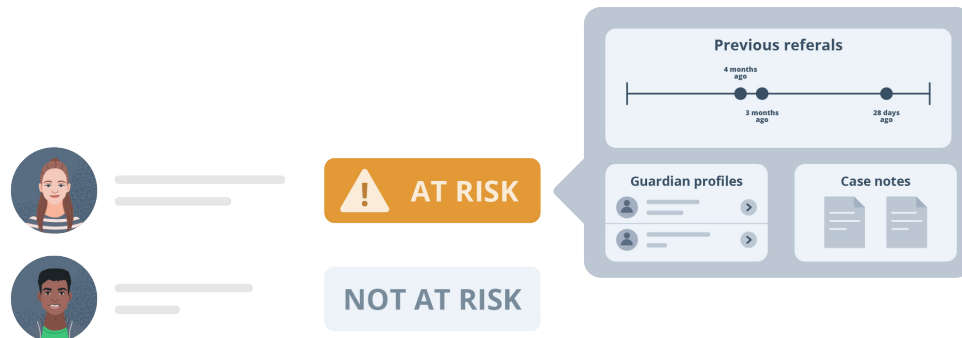 Previous referals
4 months
ago
3 months
ago
28 days
ago
AT RISK
Guardian profiles
Case notes
NOT AT RISK